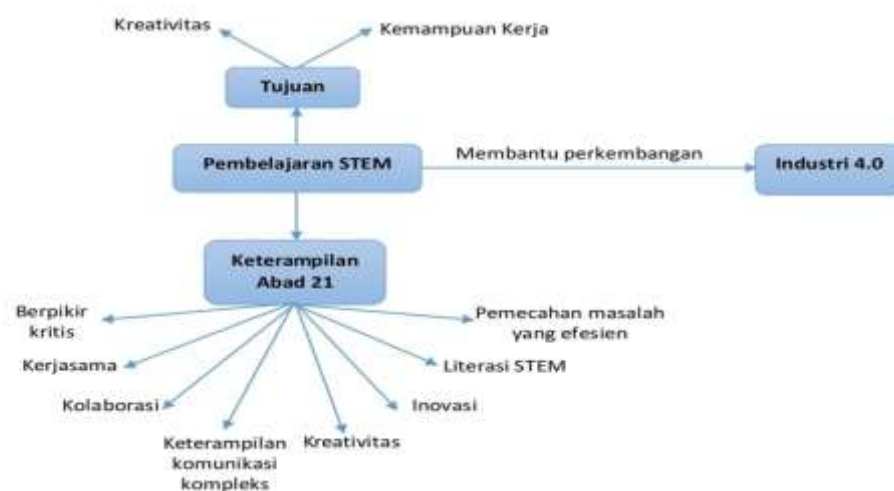 Kreativitas
Kemampuan Kerja
Tujuan
Pembelajaran STEM
Membantu perkembangan
Industri 4.0
Keterampilan
Abad 21
Berpikir
kritis
Pemecahan masalah
yang efesien
Kerjasama
Literasi STEM
Kolaborasi
Inovasi
Keterampilan
komunikasi
kompleks
Kreativitas